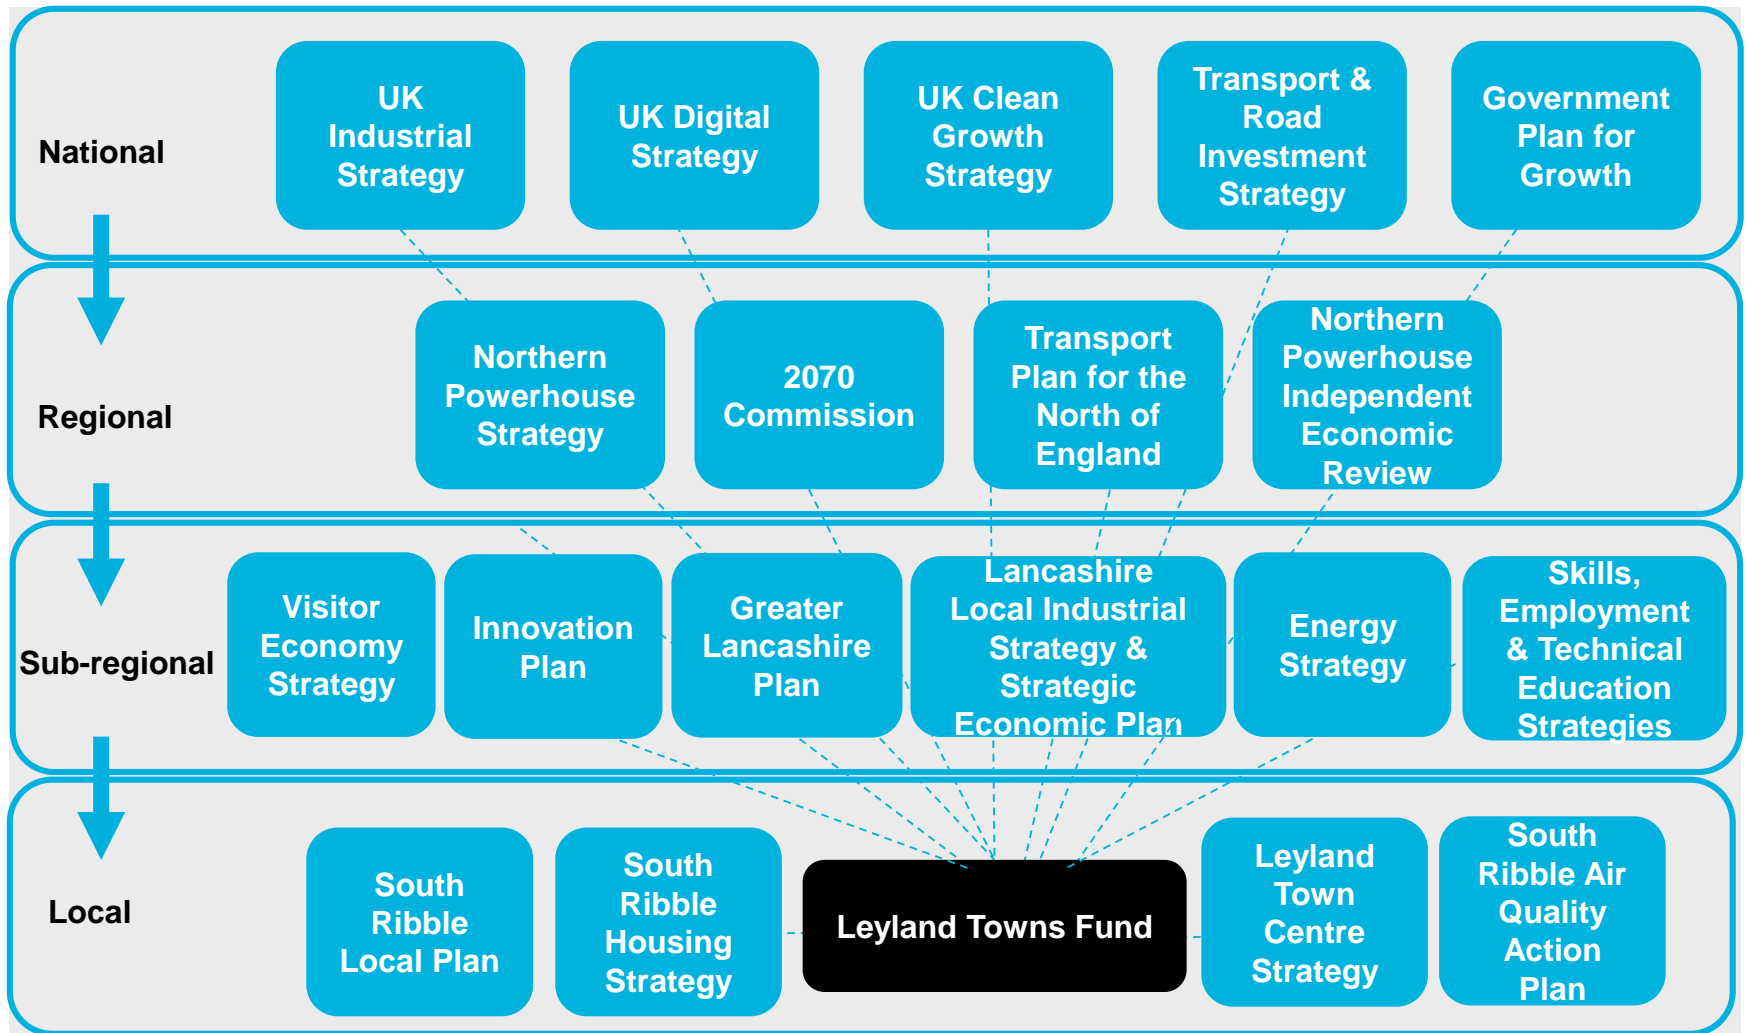 National
UK
Industrial
Strategy
UK Digital
Strategy
UK Clean
Growth
Strategy
Transport &
Road
Investment
Strategy
Government
Plan for
Growth
Regional
Northern
Powerhouse
Strategy
2070
Commission
Transport
Plan for the
North of
England
Northern
Powerhouse
Independent
Economic
Review
Sub-regional
Visitor
Economy
Strategy
Innovation
Plan
Greater
Lancashire
Plan
Lancashire
Local Industrial
Strategy &
Strategic
Economic Plan
Energy
Strategy
Skills,
Employment
& Technical
Education
Strategies
Local
South
Ribble
Local Plan
South
Ribble
Housing
Strategy
Leyland Towns Fund
Leyland
Town
Centre
Strategy
South
Ribble Air
Quality
Action
Plan